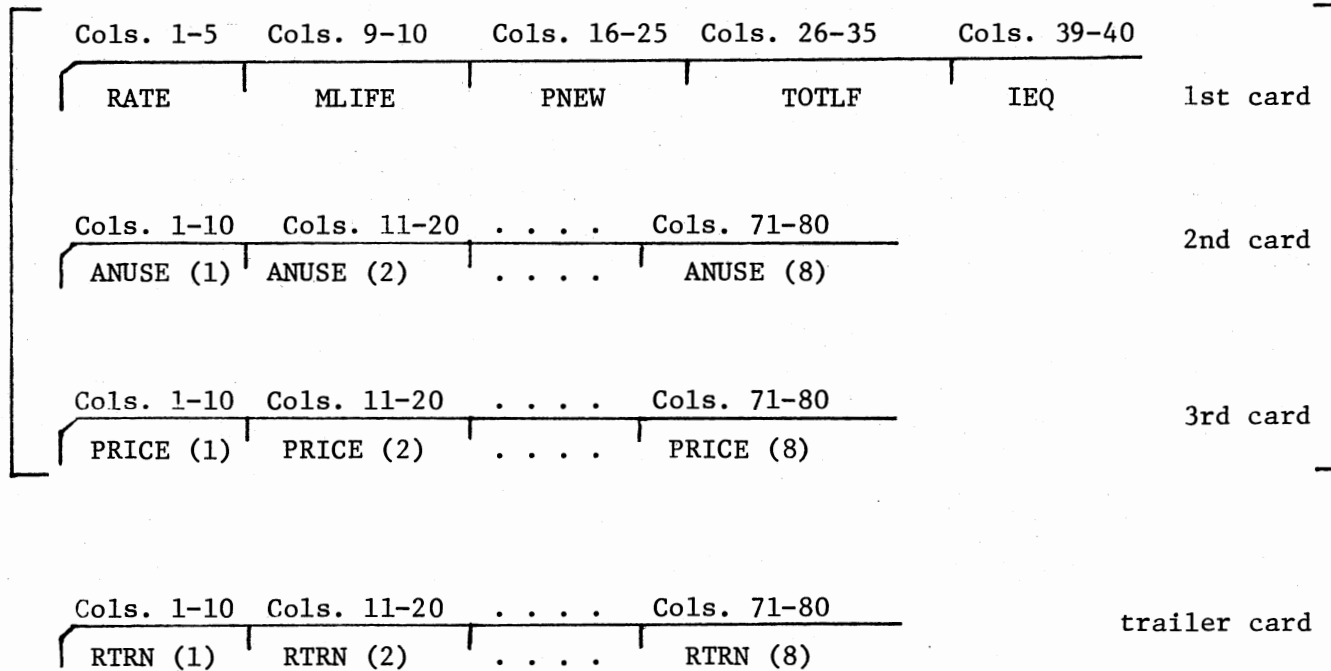 Cols. 1-5 Cols. 9-10 Cols. 16-25 Cols. 26-35 Cols. 39-40
RATE MLIFE PNEW TOTLF IEQ 1st card
Cols. 1-10 Cols. 11-20 . . . . Cols. 71-80
2nd card
ANUSE (1) ANUSE (2) . . . . ANUSE (8)
Cols. 1-10 Cols. 11-20 . . . . Cols. 71-80
3rd card
PRICE (1) PRICE (2) . . . . PRICE (8)
Cols. 1-10 Cols. 11-20 . . . . Cols. 71-80
trailer card
RTRN (1) RTRN (2) . . . . RTRN (8)